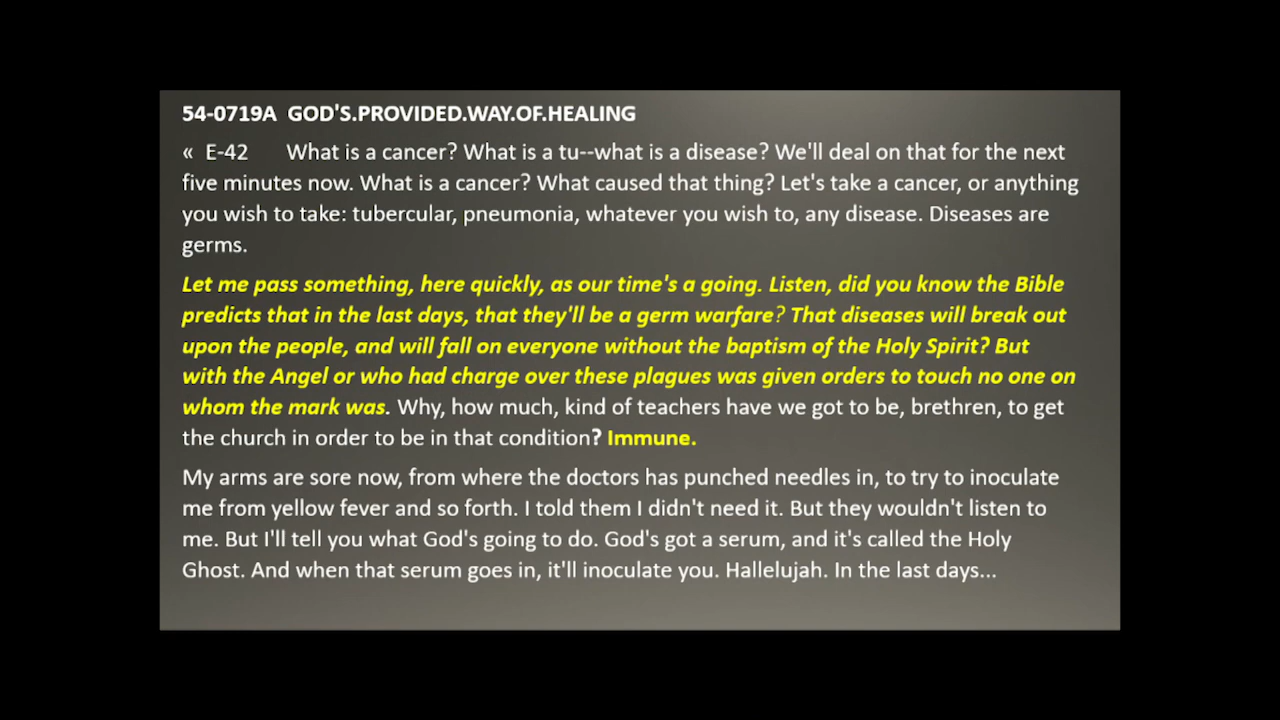 54-0719A  GOD'S.PROVIDED.WAY.OF.HEALING
«  E-42       What is a cancer? What is a tu--what is a disease? We'll deal on that for the next
five minutes now. What is a cancer? What caused that thing? Let's take a cancer, or anything
you wish to take: tubercular, pneumonia, whatever you wish to, any disease. Diseases are
germs.
Let me pass something, here quickly, as our time's a going. Listen, did you know the Bible
predicts that in the last days, that they'll be a germ warfare? That diseases will break out
upon the people, and will fall on everyone without the baptism of the Holy Spirit? But
with the Angel or who had charge over these plagues was given orders to touch no one on
whom the mark was. Why, how much, kind of teachers have we got to be, brethren, to get
the church in order to be in that condition? Immune.
My arms are sore now, from where the doctors has punched needles in, to try to inoculate
me from yellow fever and so forth. I told them I didn't need it. But they wouldn't listen to
me. But I'll tell you what God's going to do. God's got a serum, and it's called the Holy
Ghost. And when that serum goes in, it'll inoculate you. Hallelujah. In the last days...